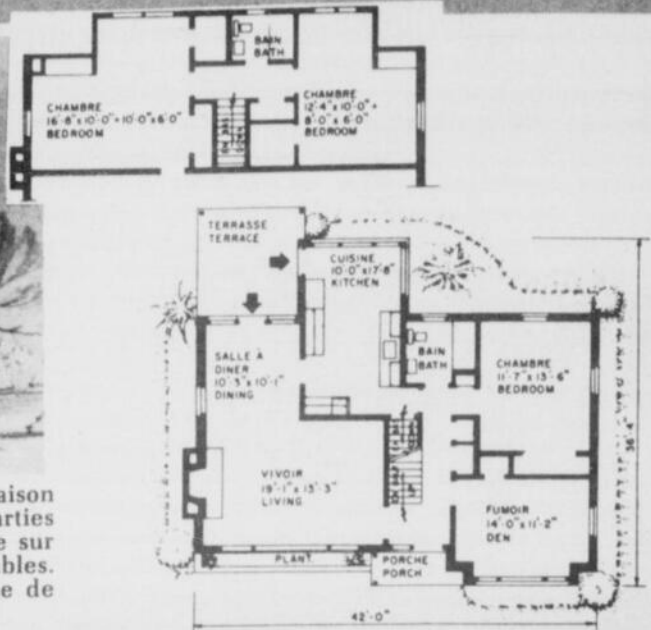 BAIN
BATH
CHAMBRE
16'-8" x 10'-0" + 10'-0" x 6'-0"
BEDROOM
CHAMBRE
12'-4" x 10'-0" +
8'-0" x 6'-0"
BEDROOM
TERRASSE
TERRACE
CUISINE
10'-0" x 17'-8"
KITCHEN
SALLE À
DINER
10'-3" x 10'-1"
DINING
BAIN
BATH
CHAMBRE
11'-7" x 13'-6"
BEDROOM
36'-4"
VIVOIR
19'-1" x 13'-3"
LIVING
FUMOIR
14'-0" x 11'-2"
DEN
PLANT.
PORCHE
PORCH
42'-0"
aison
arties
e sur
bles.
e de